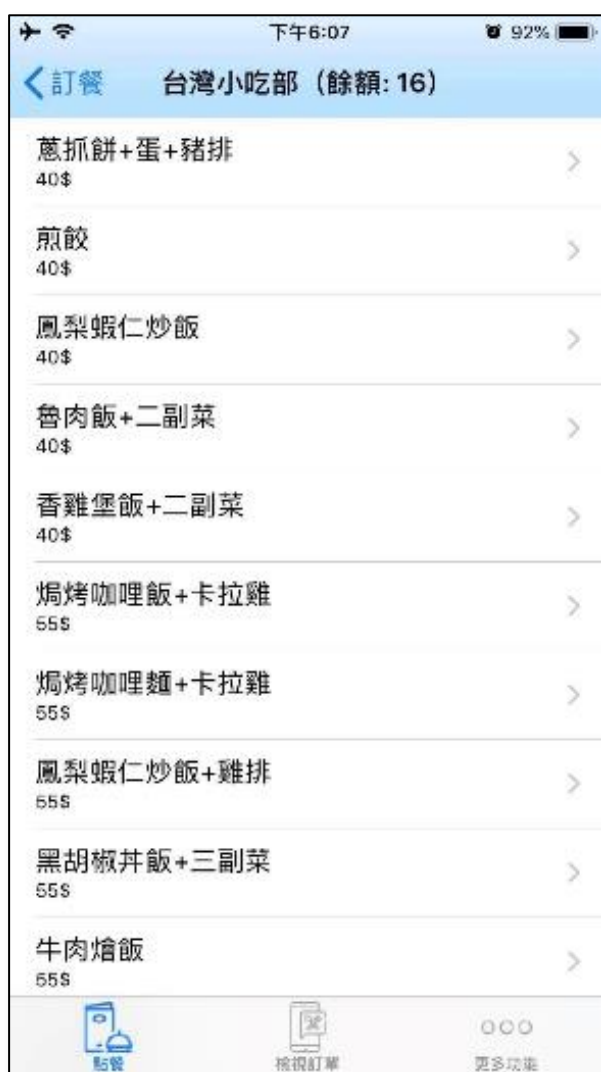 下午6:07
92%
訂餐
台灣小吃部（餘額: 16）
蔥抓餅+蛋+豬排
40$
煎餃
40$
鳳梨蝦仁炒飯
40$
魯肉飯+二副菜
40$
香雞堡飯+二副菜
40$
焗烤咖哩飯+卡拉雞
55$
焗烤咖哩麵+卡拉雞
55$
鳳梨蝦仁炒飯+雞排
55$
黑胡椒丼飯+三副菜
55$
牛肉燴飯
55$
點餐
檢視訂單
更多功能